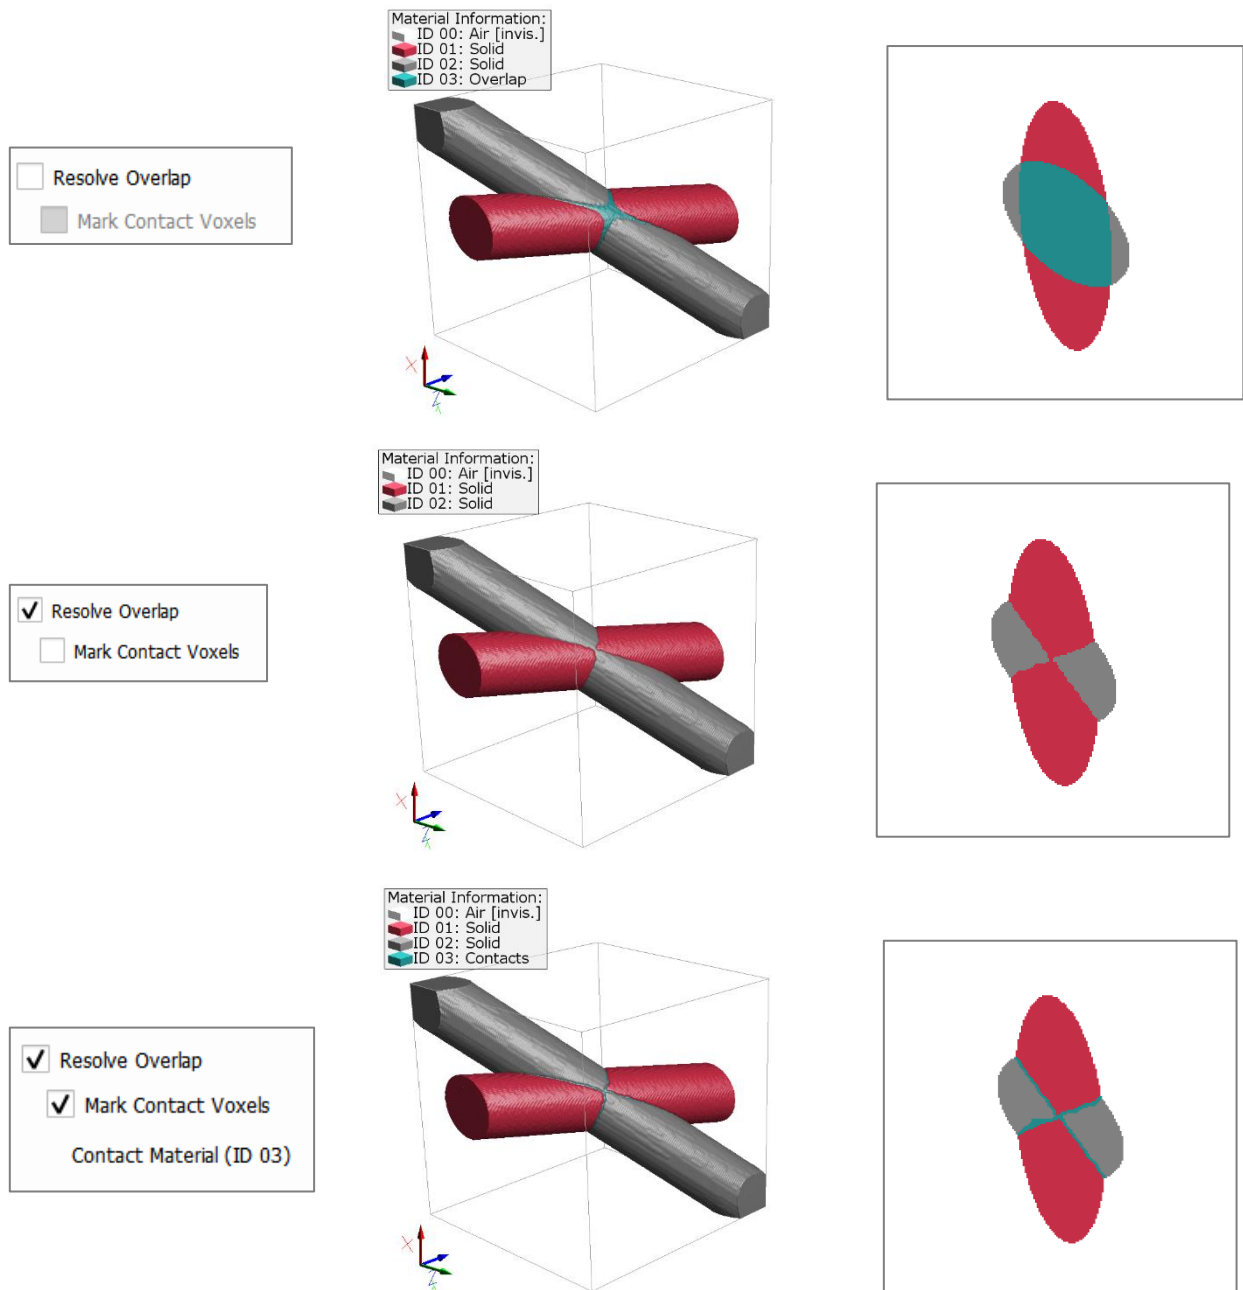 Material Information:
ID 00: Air [invis.]
ID 01: Solid
ID 02: Solid
ID 03: Overlap
Resolve Overlap
Mark Contact Voxels
X
Z
Material Information:
ID 00: Air [invis.]
ID 01: Solid
ID 02: Solid
Resolve Overlap
Mark Contact Voxels
X
Z
Material Information:
ID 00: Air [invis.]
ID 01: Solid
ID 02: Solid
ID 03: Contacts
Resolve Overlap
Mark Contact Voxels
Contact Material (ID 03)
X
Z